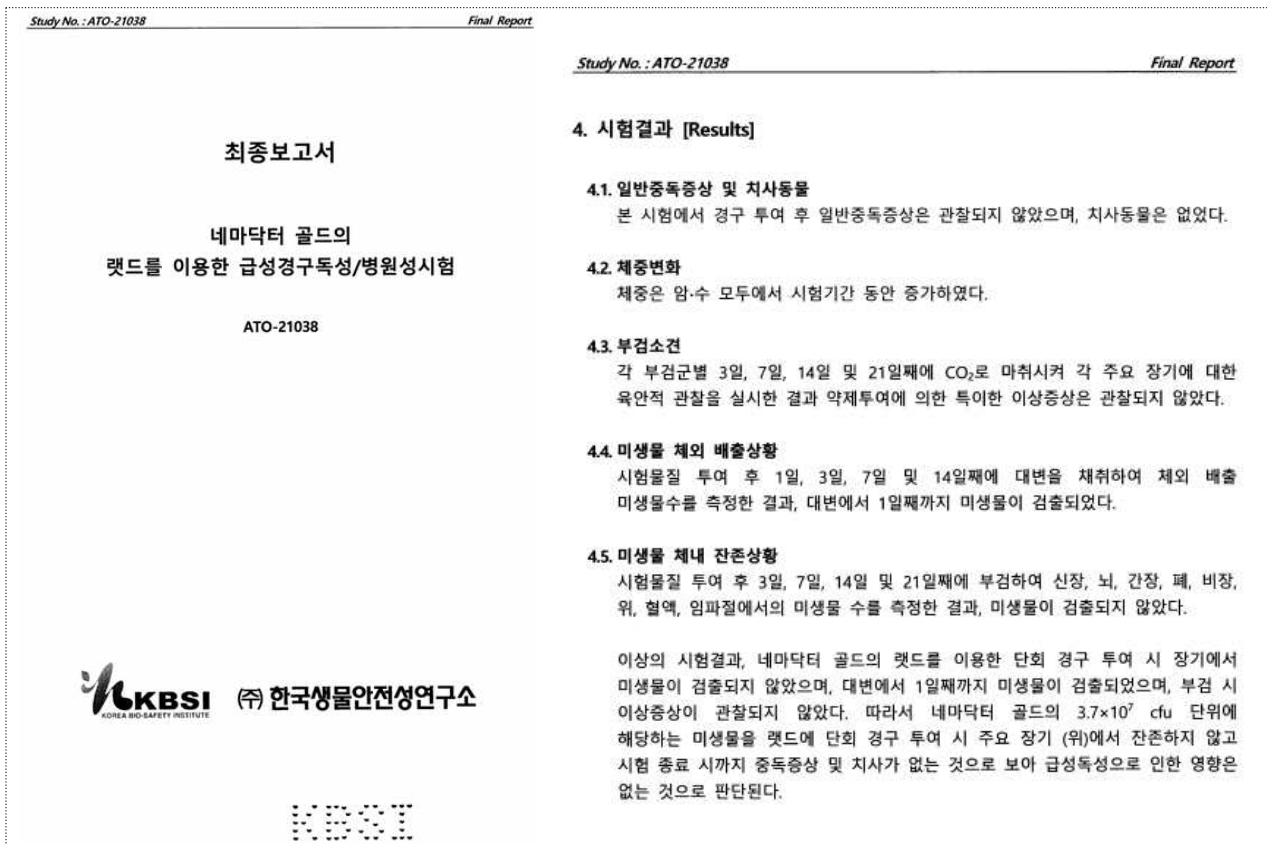 Study No. : ATO-21038
Final Report
최종보고서
네마닥터 골드의
랫드를 이용한 급성경구독성/병원성시험
ATO-21038
KBSI
KOREA BIO-SAFETY INSTITUTE
㈜ 한국생물안전성연구소
KBSI
Study No. : ATO-21038
Final Report
4. 시험결과 [Results]
4.1. 일반중독증상 및 치사동물
본 시험에서 경구 투여 후 일반중독증상은 관찰되지 않았으며, 치사동물은 없었다.
4.2. 체중변화
체중은 암·수 모두에서 시험기간 동안 증가하였다.
4.3. 부검소견
각 부검군별 3일, 7일, 14일 및 21일째에 CO₂로 마취시켜 각 주요 장기에 대한
육안적 관찰을 실시한 결과 약제투여에 의한 특이한 이상증상은 관찰되지 않았다.
4.4. 미생물 체외 배출상황
시험물질 투여 후 1일, 3일, 7일 및 14일째에 대변을 채취하여 체외 배출
미생물수를 측정한 결과, 대변에서 1일째까지 미생물이 검출되었다.
4.5. 미생물 체내 잔존상황
시험물질 투여 후 3일, 7일, 14일 및 21일째에 부검하여 신장, 뇌, 간장, 폐, 비장,
위, 혈액, 임파절에서의 미생물 수를 측정한 결과, 미생물이 검출되지 않았다.
이상의 시험결과, 네마닥터 골드의 랫드를 이용한 단회 경구 투여 시 장기에서
미생물이 검출되지 않았으며, 대변에서 1일째까지 미생물이 검출되었으며, 부검 시
이상증상이 관찰되지 않았다. 따라서 네마닥터 골드의 3.7×10⁷ cfu 단위에
해당하는 미생물을 랫드에 단회 경구 투여 시 주요 장기 (위)에서 잔존하지 않고
시험 종료 시까지 중독증상 및 치사가 없는 것으로 보아 급성독성으로 인한 영향은
없는 것으로 판단된다.